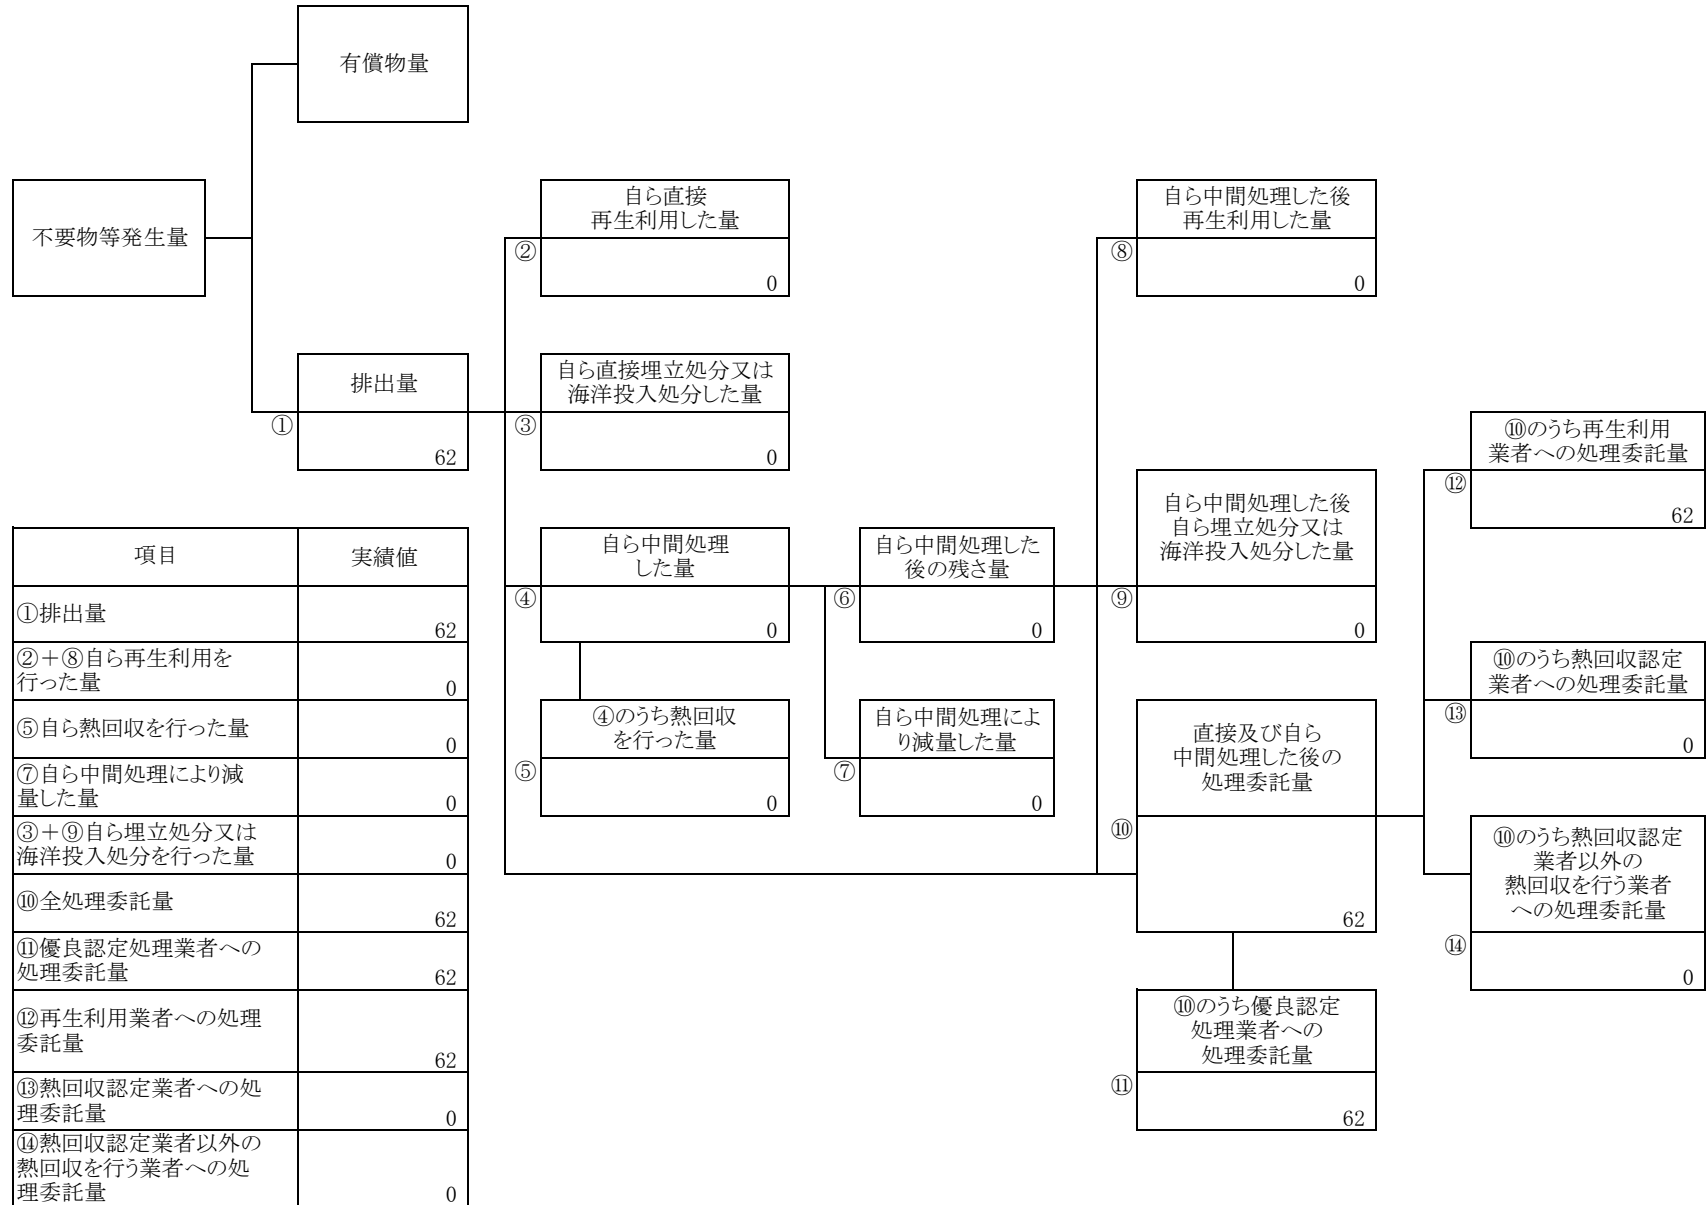 有償物量
不要物等発生量
排出量
①
62
自ら直接
再生利用した量
②
0
自ら直接埋立処分又は
海洋投入処分した量
③
0
自ら中間処理
した量
④
0
④のうち熱回収
を行った量
⑤
0
自ら中間処理した
後の残さ量
⑥
0
自ら中間処理によ
り減量した量
⑦
0
自ら中間処理した後
再生利用した量
⑧
0
自ら中間処理した後
自ら埋立処分又は
海洋投入処分した量
⑨
0
直接及び自ら
中間処理した後の
処理委託量
⑩
62
⑩のうち優良認定
処理業者への
処理委託量
⑪
62
⑩のうち再生利用
業者への処理委託量
⑫
62
⑩のうち熱回収認定
業者への処理委託量
⑬
0
⑩のうち熱回収認定
業者以外の
熱回収を行う業者
への処理委託量
⑭
0
項目 実績値
①排出量
62
②＋⑧自ら再生利用を
行った量
0
⑤自ら熱回収を行った量
0
⑦自ら中間処理により減
量した量
0
③＋⑨自ら埋立処分又は
海洋投入処分を行った量
0
⑩全処理委託量
62
⑪優良認定処理業者への
処理委託量
62
⑫再生利用業者への処理
委託量
62
⑬熱回収認定業者への処
理委託量
0
⑭熱回収認定業者以外の
熱回収を行う業者への処
理委託量
0